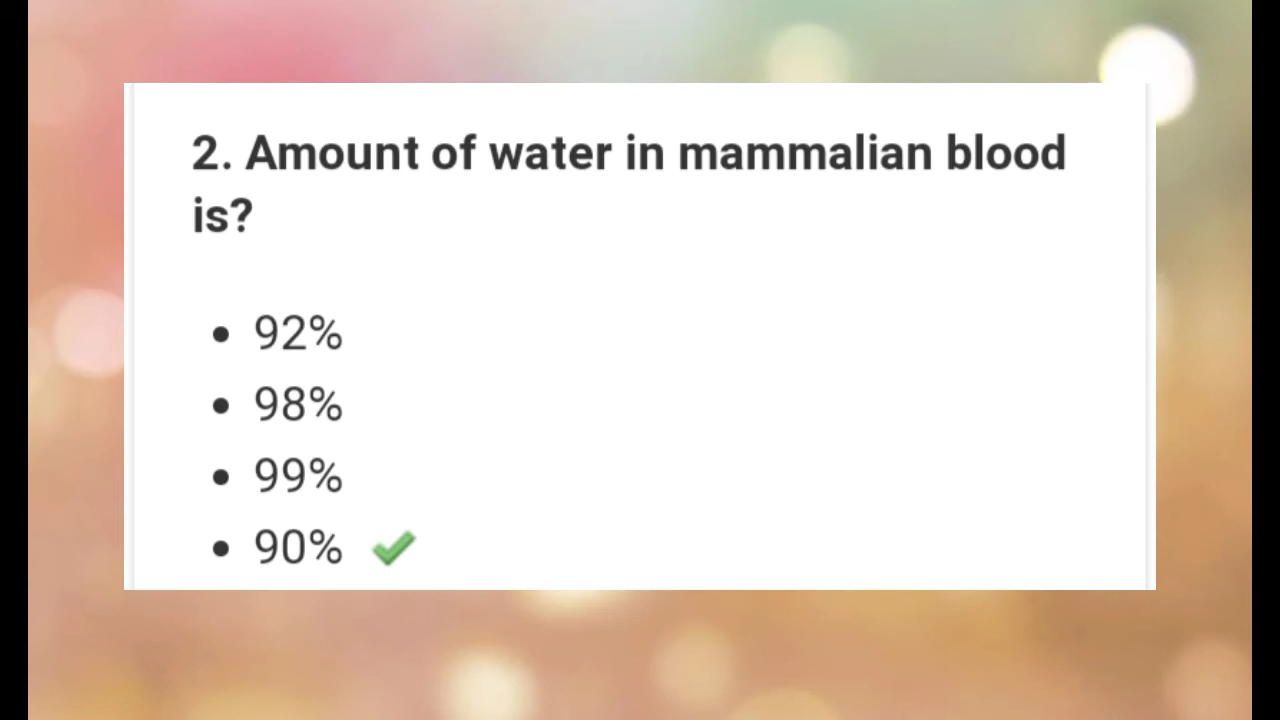 2. Amount of water in mammalian blood
is?
• 92%
• 98%
• 99%
• 90% ✔